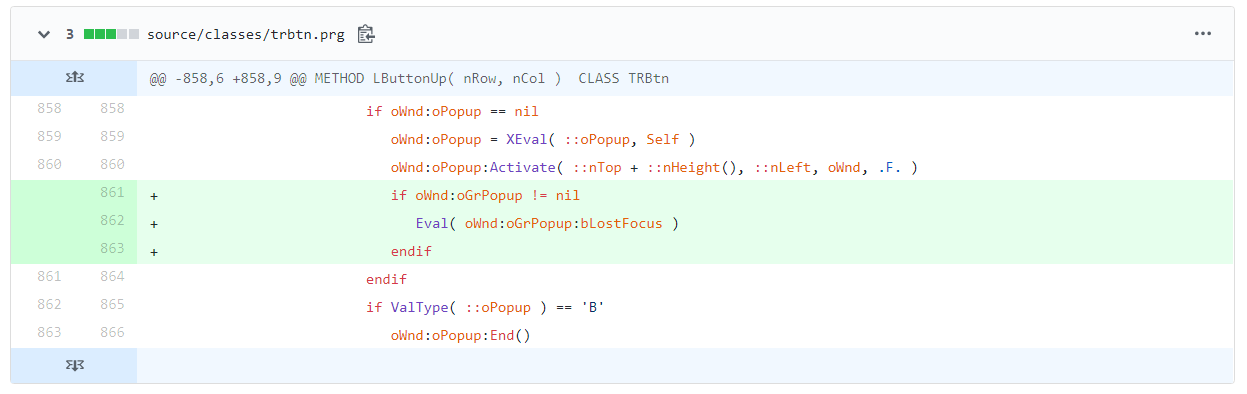 3 source/classes/trbtn.prg
@@ -858,6 +858,9 @@ METHOD LButtonUp( nRow, nCol )  CLASS TRBtn
858 858 if oWnd:oPopup == nil
859 859 oWnd:oPopup = XEval( ::oPopup, Self )
860 860 oWnd:oPopup:Activate( ::nTop + ::nHeight(), ::nLeft, oWnd, .F. )
861 + if oWnd:oGrPopup != nil
862 + Eval( oWnd:oGrPopup:bLostFocus )
863 + endif
861 864 endif
862 865 if ValType( ::oPopup ) == 'B'
863 866 oWnd:oPopup:End()